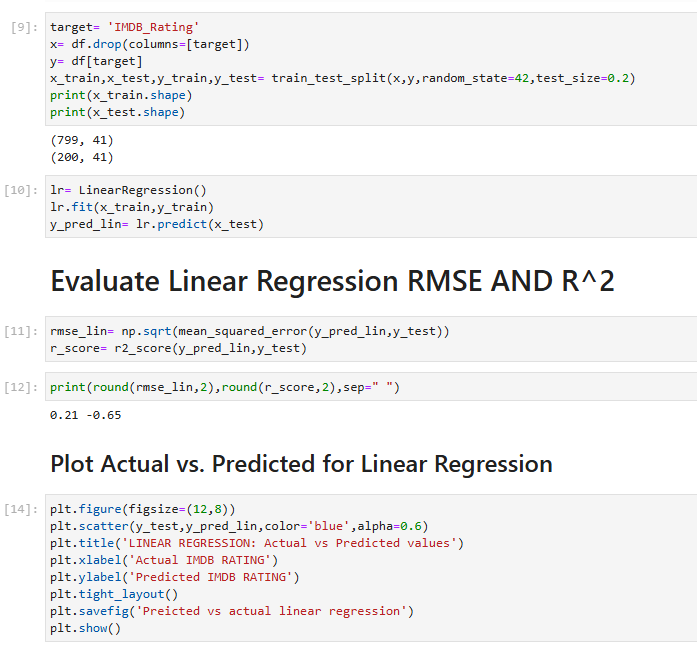 [9]: target= 'IMDB_Rating'
x= df.drop(columns=[target])
y= df[target]
x_train,x_test,y_train,y_test= train_test_split(x,y,random_state=42,test_size=0.2)
print(x_train.shape)
print(x_test.shape)
(799, 41)
(200, 41)
[10]: lr= LinearRegression()
lr.fit(x_train,y_train)
y_pred_lin= lr.predict(x_test)
Evaluate Linear Regression RMSE AND R^2
[11]: rmse_lin= np.sqrt(mean_squared_error(y_pred_lin,y_test))
r_score= r2_score(y_pred_lin,y_test)
[12]: print(round(rmse_lin,2),round(r_score,2),sep=" ")
0.21 -0.65
Plot Actual vs. Predicted for Linear Regression
[14]: plt.figure(figsize=(12,8))
plt.scatter(y_test,y_pred_lin,color='blue',alpha=0.6)
plt.title('LINEAR REGRESSION: Actual vs Predicted values')
plt.xlabel('Actual IMDB RATING')
plt.ylabel('Predicted IMDB RATING')
plt.tight_layout()
plt.savefig('Preicted vs actual linear regression')
plt.show()